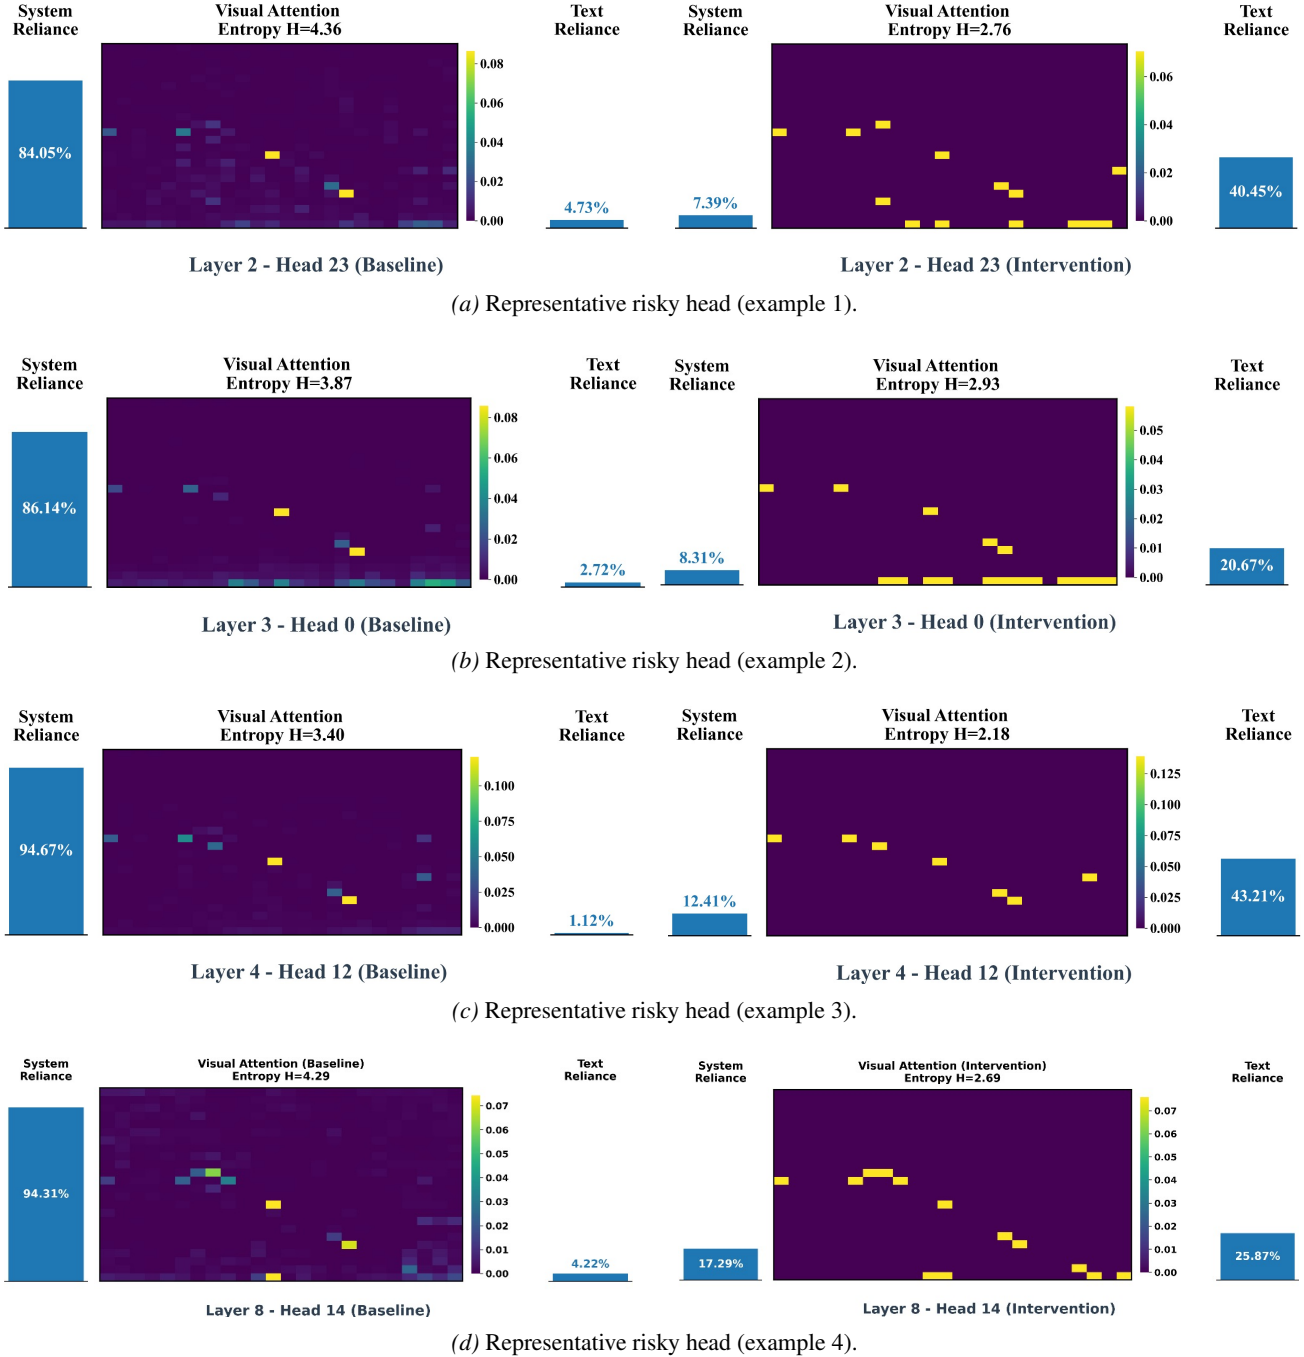 System
Reliance
Visual Attention
Entropy H=4.36
Text
Reliance
System
Reliance
Visual Attention
Entropy H=2.76
Text
Reliance
84.05%
0.08
0.06
0.04
0.02
0.00
4.73%
7.39%
0.06
0.04
0.02
0.00
40.45%
Layer 2 - Head 23 (Baseline)
Layer 2 - Head 23 (Intervention)
(a) Representative risky head (example 1).
System
Reliance
Visual Attention
Entropy H=3.87
Text
Reliance
System
Reliance
Visual Attention
Entropy H=2.93
Text
Reliance
86.14%
0.08
0.06
0.04
0.02
0.00
2.72%
8.31%
0.05
0.04
0.03
0.02
0.01
0.00
20.67%
Layer 3 - Head 0 (Baseline)
Layer 3 - Head 0 (Intervention)
(b) Representative risky head (example 2).
System
Reliance
Visual Attention
Entropy H=3.40
Text
Reliance
System
Reliance
Visual Attention
Entropy H=2.18
Text
Reliance
94.67%
0.100
0.075
0.050
0.025
0.000
1.12%
12.41%
0.125
0.100
0.075
0.050
0.025
0.000
43.21%
Layer 4 - Head 12 (Baseline)
Layer 4 - Head 12 (Intervention)
(c) Representative risky head (example 3).
System
Reliance
Visual Attention (Baseline)
Entropy H=4.29
Text
Reliance
System
Reliance
Visual Attention (Intervention)
Entropy H=2.69
Text
Reliance
94.31%
0.07
0.06
0.05
0.04
0.03
0.02
0.01
0.00
4.22%
17.29%
0.07
0.06
0.05
0.04
0.03
0.02
0.01
0.00
25.87%
Layer 8 - Head 14 (Baseline)
Layer 8 - Head 14 (Intervention)
(d) Representative risky head (example 4).